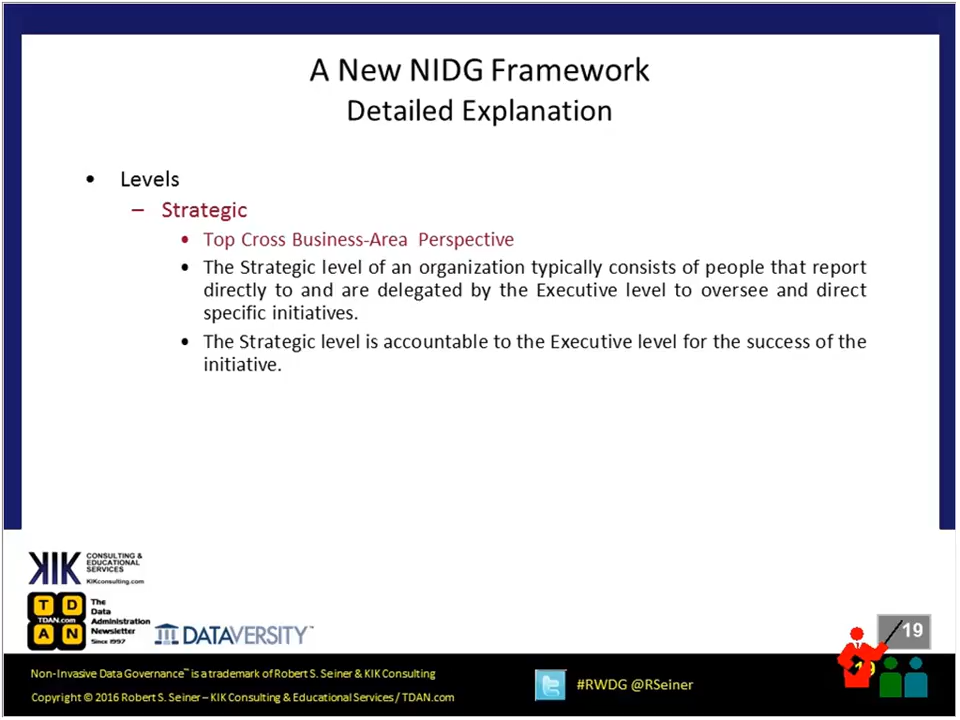 A New NIDG Framework
Detailed Explanation
• Levels
– Strategic
• Top Cross Business-Area Perspective
• The Strategic level of an organization typically consists of people that report
directly to and are delegated by the Executive level to oversee and direct
specific initiatives.
• The Strategic level is accountable to the Executive level for the success of the
initiative.
KIK
CONSULTING &
EDUCATIONAL
SERVICES
KIKconsulting.com
T D
TDAN.com
A N
The
Data
Administration
Newsletter
Since 1997
DATAVERSITY™
19
19
Non-Invasive Data Governance™ is a trademark of Robert S. Seiner & KIK Consulting
Copyright © 2016 Robert S. Seiner – KIK Consulting & Educational Services / TDAN.com
#RWDG @RSeiner